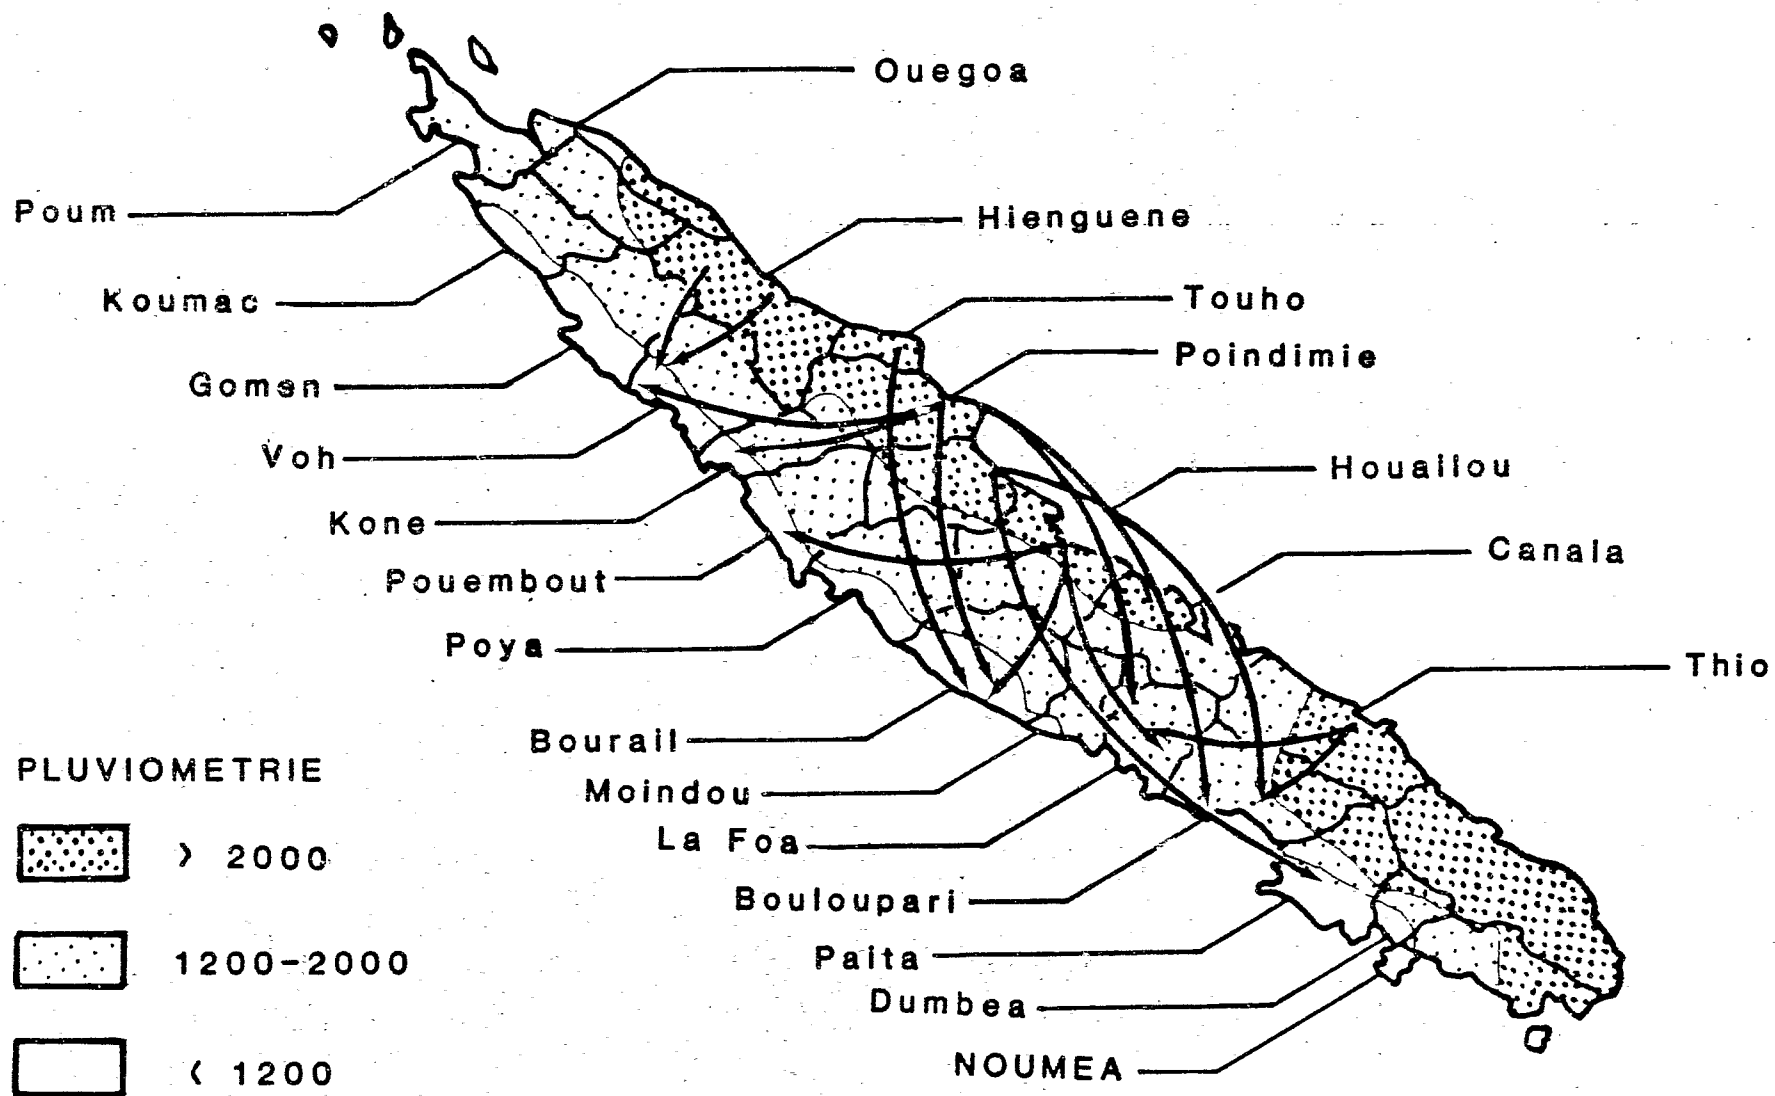 Ouegoa
Poum
Hienguene
Koumac
Touho
Poindimie
Gomen
Voh
Houailou
Kone
Canala
Pouembout
Poya
Thio
Bourail
PLUVIOMETRIE
Moindou
La Foa
> 2000
Bouloupari
Paita
1200-2000
Dumbea
NOUMEA
< 1200